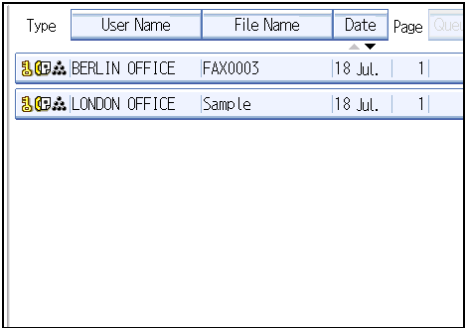 Type User Name File Name Date Page Que
BERLIN OFFICE FAX0003 18 Jul. 1
LONDON OFFICE Sample 18 Jul. 1